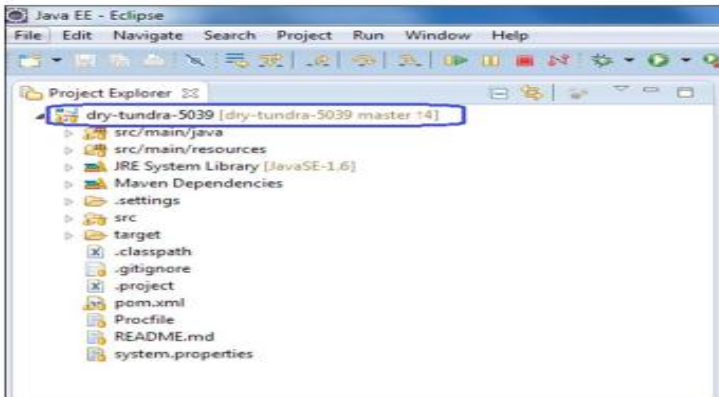 Java EE - Eclipse
File Edit Navigate Search Project Run Window Help
Project Explorer
dry-tundra-5039 [dry-tundra-5039 master ↑4]
src/main/java
src/main/resources
JRE System Library [JavaSE-1.6]
Maven Dependencies
.settings
src
target
.classpath
.gitignore
.project
pom.xml
Procfile
README.md
system.properties